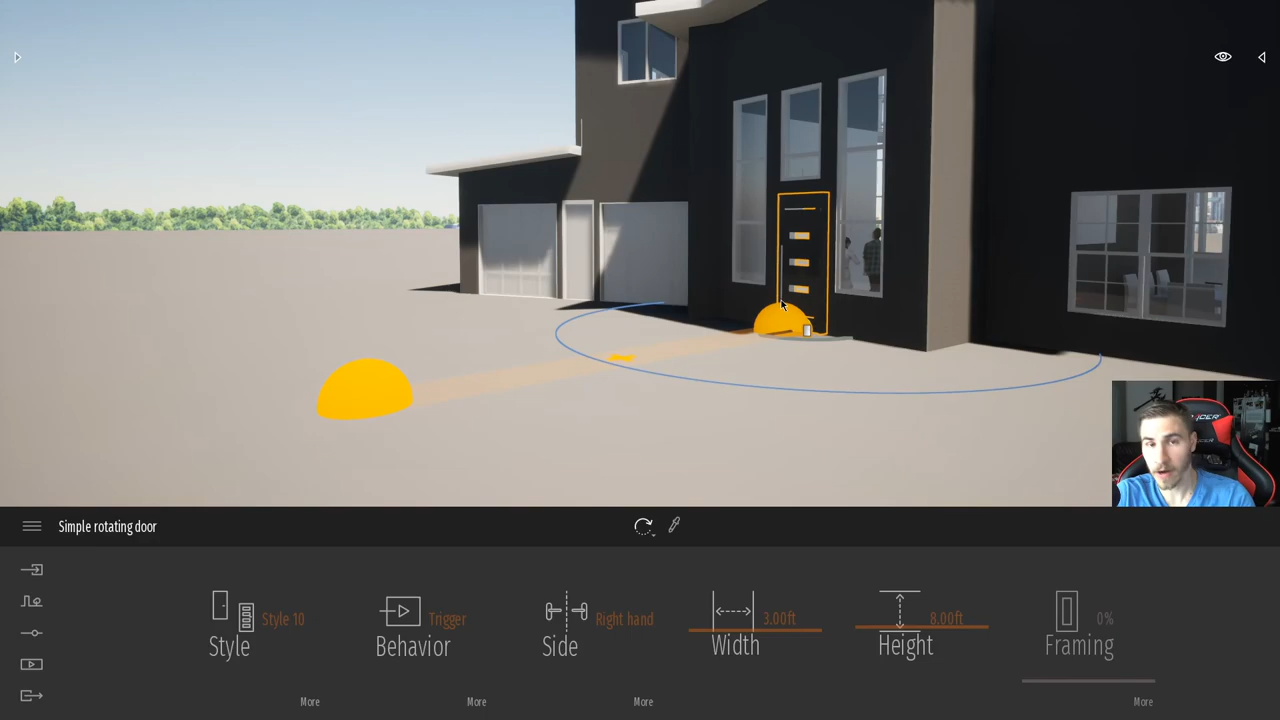 Simple rotating door
Style 10
Style
More
Trigger
Behavior
More
Right hand
Side
More
3.00ft
Width
8.00ft
Height
0%
Framing
More